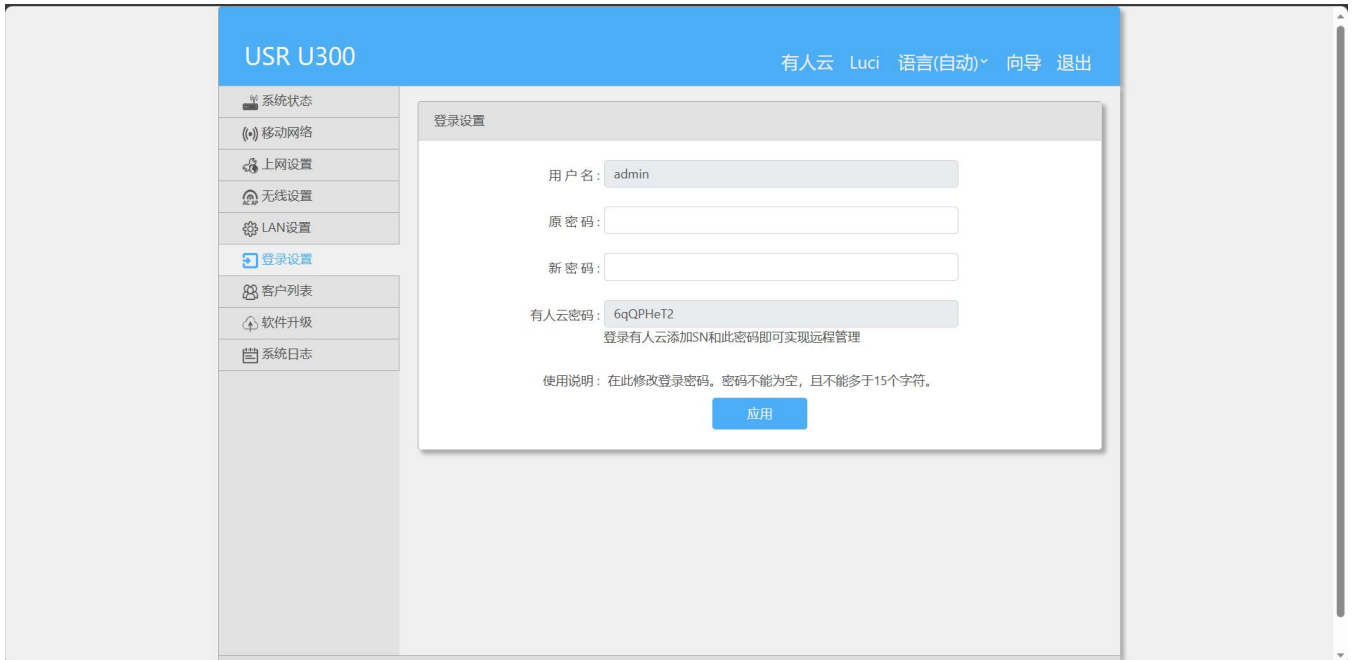 USR U300
有人云 Luci 语言(自动) 向导 退出
系统状态
移动网络
上网设置
无线设置
LAN设置
登录设置
客户列表
软件升级
系统日志
登录设置
用 户 名 : admin
原 密 码 :
新 密 码 :
有人云密码 : 6qQPHeT2
登录有人云添加SN和此密码即可实现远程管理
使用说明 : 在此修改登录密码。密码不能为空，且不能多于15个字符。
应用